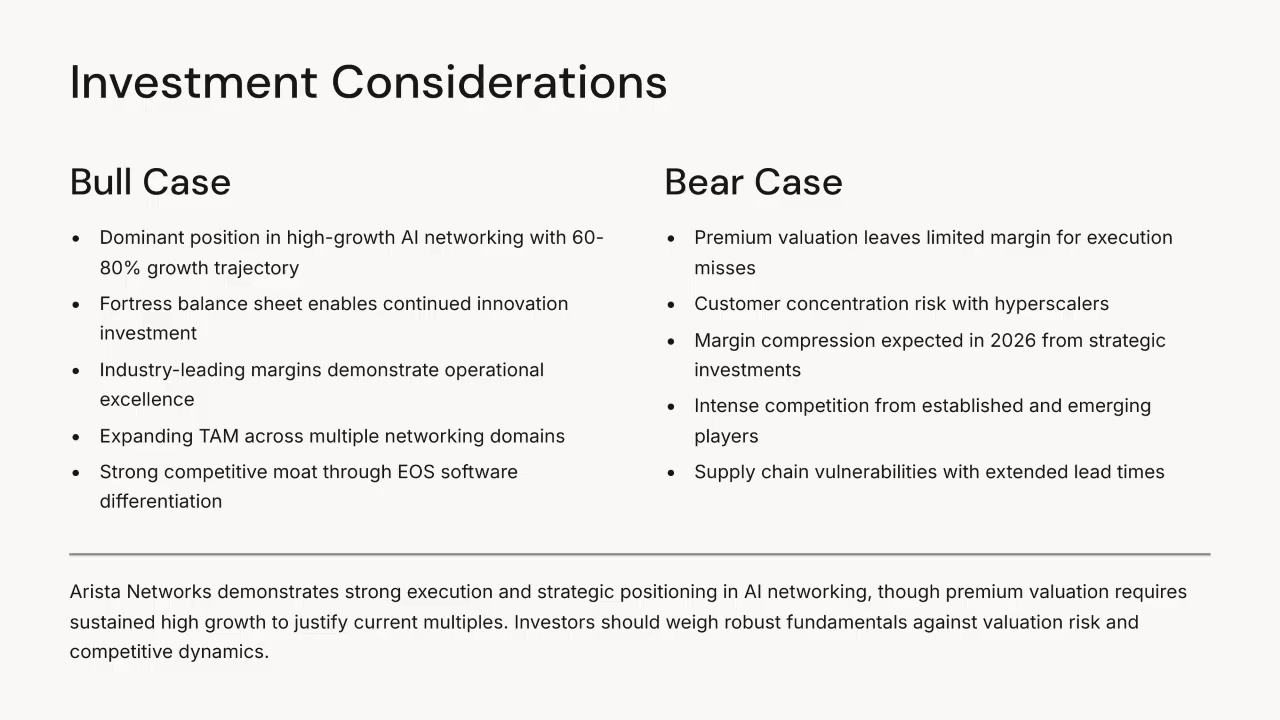 Investment Considerations
Bull Case
• Dominant position in high-growth AI networking with 60-
80% growth trajectory
• Fortress balance sheet enables continued innovation
investment
• Industry-leading margins demonstrate operational
excellence
• Expanding TAM across multiple networking domains
• Strong competitive moat through EOS software
differentiation
Bear Case
• Premium valuation leaves limited margin for execution
misses
• Customer concentration risk with hyperscalers
• Margin compression expected in 2026 from strategic
investments
• Intense competition from established and emerging
players
• Supply chain vulnerabilities with extended lead times
Arista Networks demonstrates strong execution and strategic positioning in AI networking, though premium valuation requires
sustained high growth to justify current multiples. Investors should weigh robust fundamentals against valuation risk and
competitive dynamics.